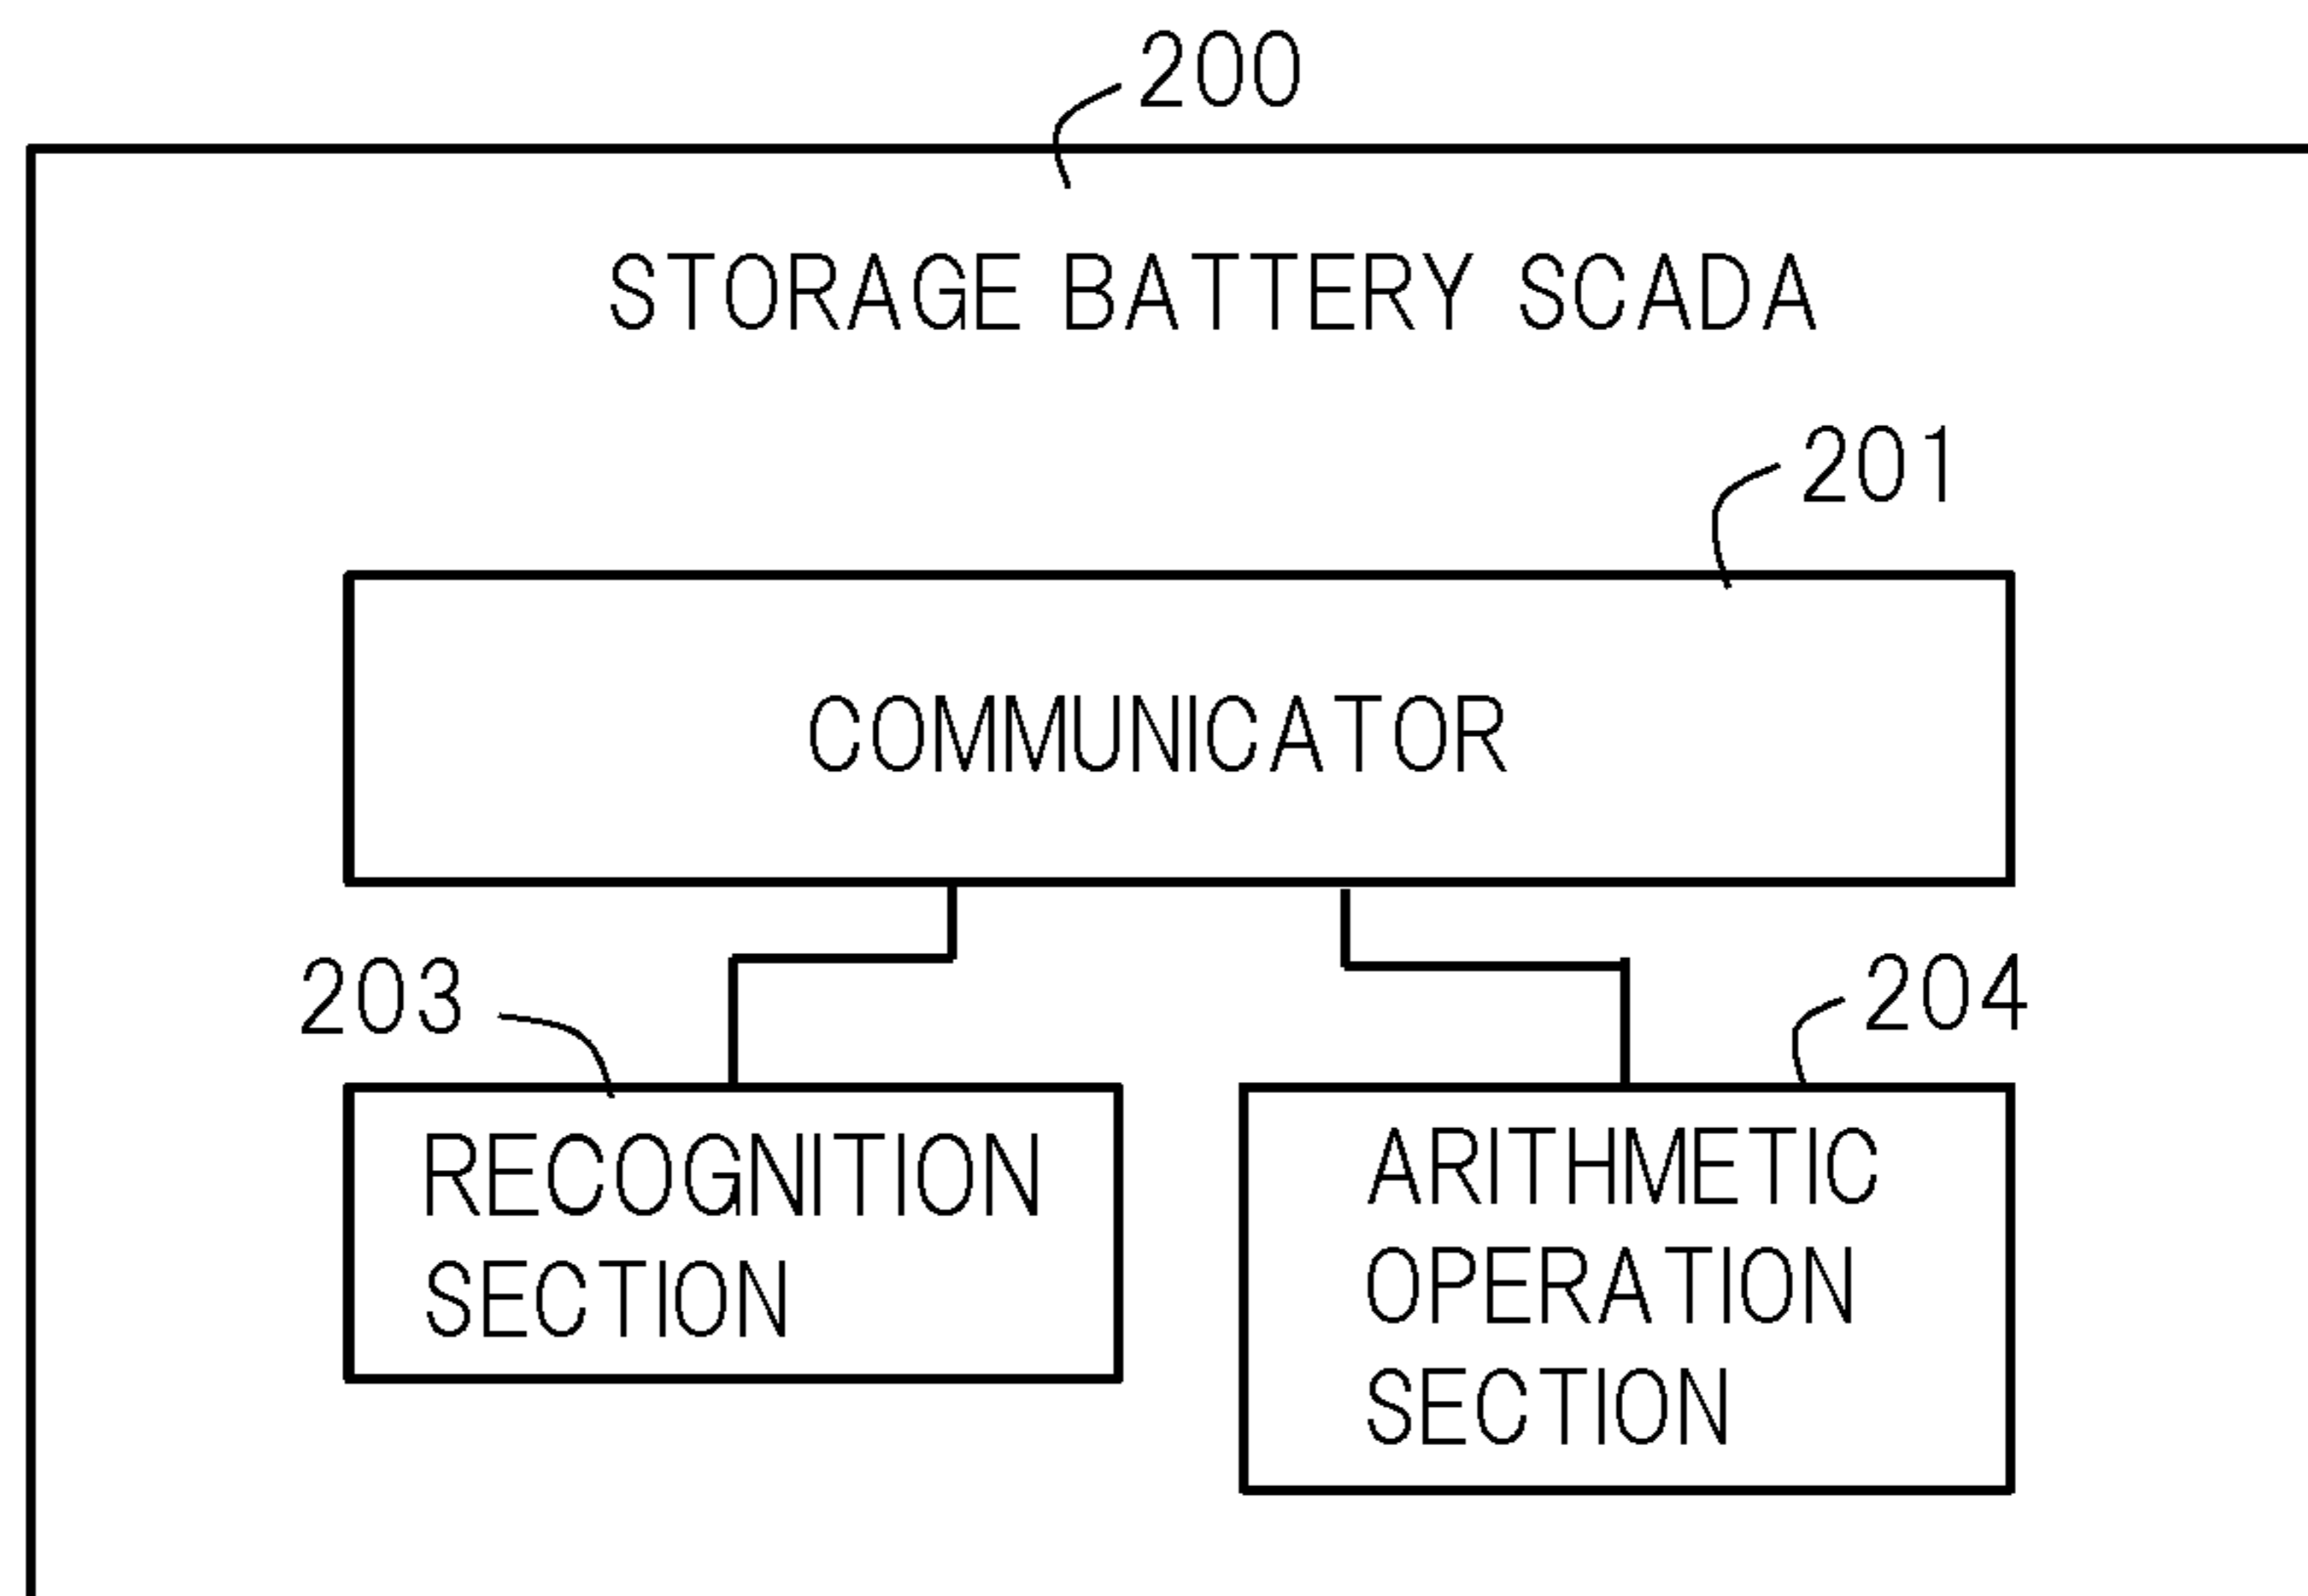 200
STORAGE BATTERY SCADA
201
COMMUNICATOR
203
204
RECOGNITION
SECTION
ARITHMETIC
OPERATION
SECTION